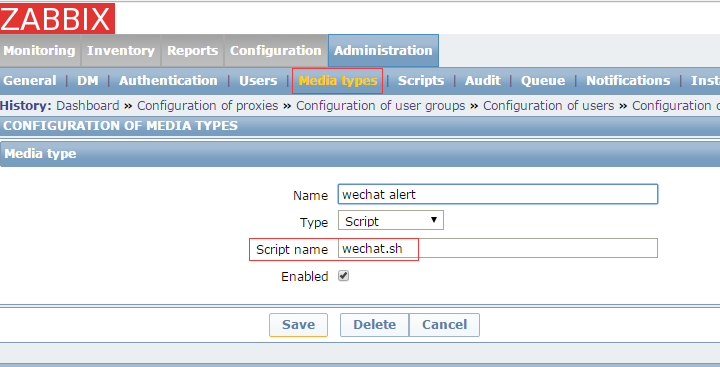 ZABBIX
Monitoring Inventory Reports Configuration Administration
General | DM | Authentication | Users | Media types | Scripts | Audit | Queue | Notifications | Inst
History: Dashboard » Configuration of proxies » Configuration of user groups » Configuration of users » Configuration o
CONFIGURATION OF MEDIA TYPES
Media type
Name wechat alert
Type Script
Script name wechat.sh
Enabled
Save Delete Cancel